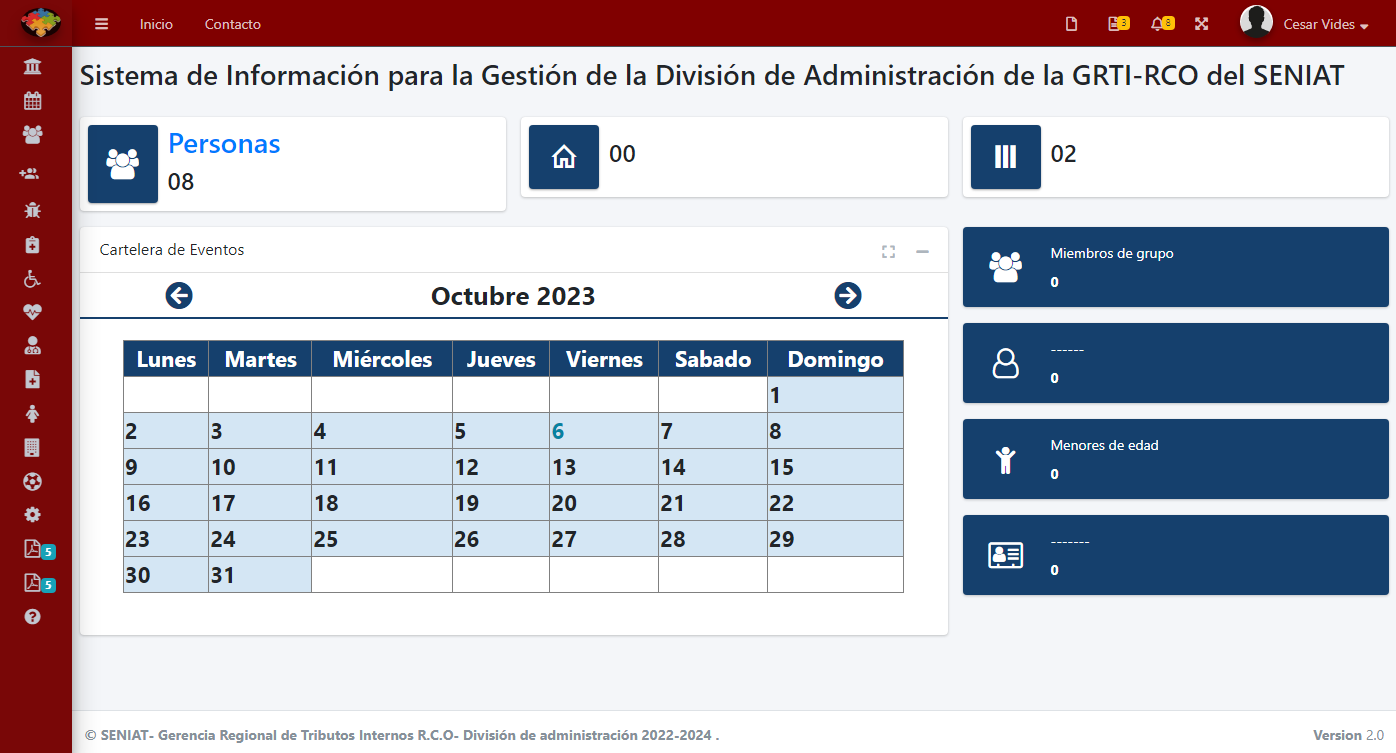 Inicio Contacto 3 8 Cesar Vides
Sistema de Información para la Gestión de la División de Administración de la GRTI-RCO del SENIAT
Personas
08
00
02
Cartelera de Eventos
Octubre 2023
Lunes Martes Miércoles Jueves Viernes Sabado Domingo
1
2 3 4 5 6 7 8
9 10 11 12 13 14 15
16 17 18 19 20 21 22
23 24 25 26 27 28 29
30 31
Miembros de grupo
0
------
0
Menores de edad
0
-------
0
5
5
© SENIAT- Gerencia Regional de Tributos Internos R.C.O- División de administración 2022-2024 .
Version 2.0